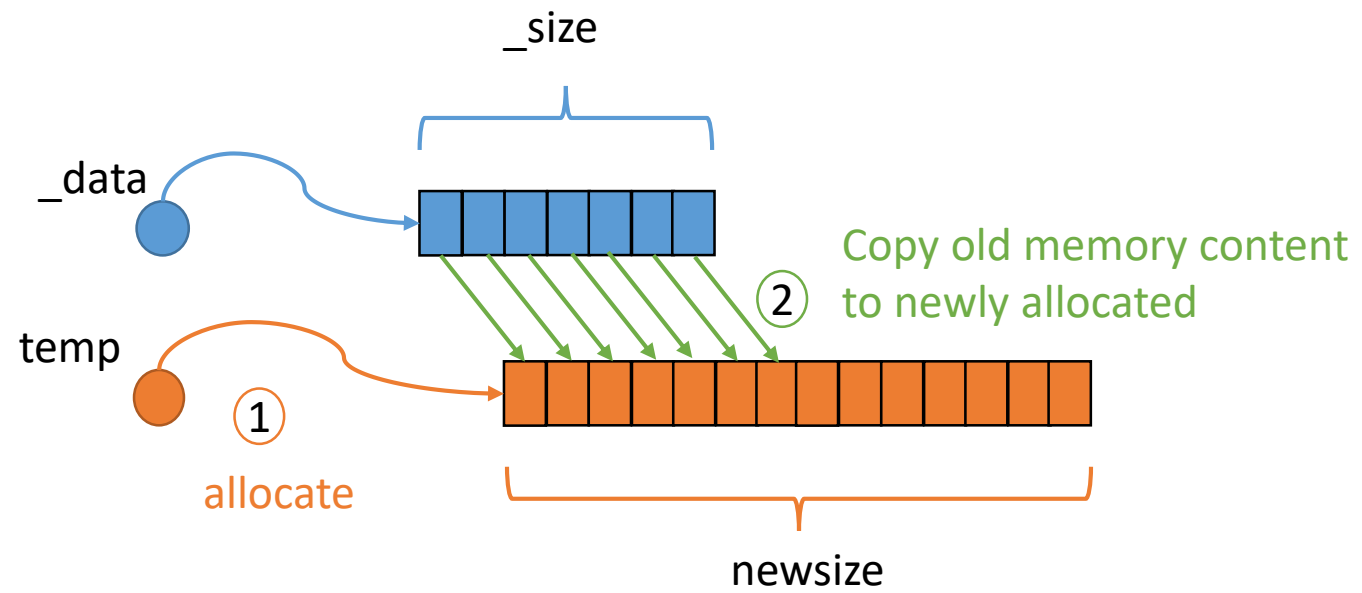 _size
_data
Copy old memory content
2
to newly allocated
temp
1
allocate
newsize